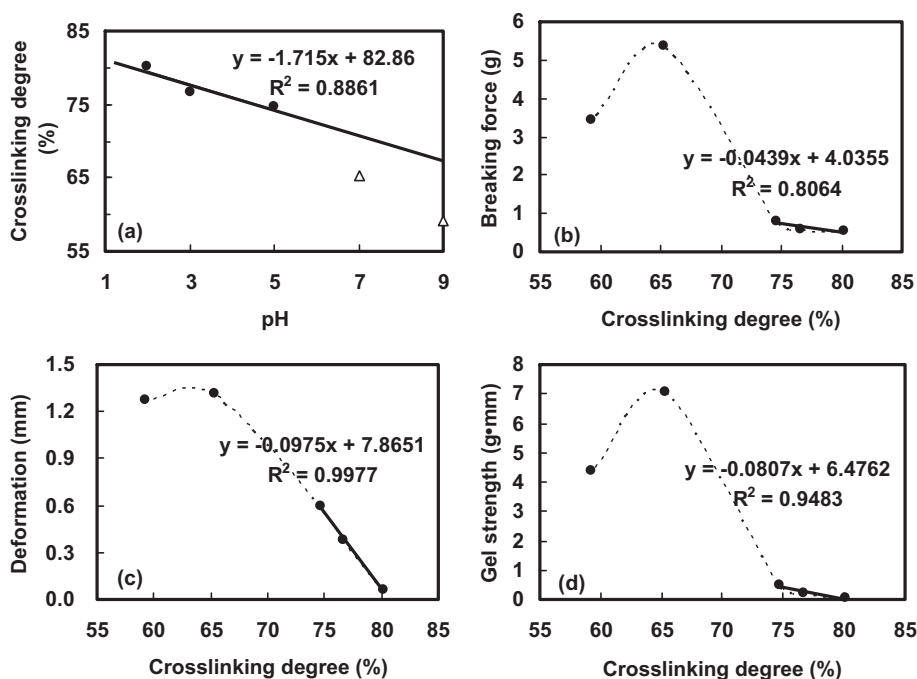 Crosslinking degree
(%)
85
75
65
55
y = -1.715x + 82.86
R² = 0.8861
(a)
1 3 5 7 9
pH
Breaking force (g)
6
5
4
3
2
1
0
y = -0.0439x + 4.0355
R² = 0.8064
(b)
55 60 65 70 75 80 85
Crosslinking degree (%)
Deformation (mm)
1.5
1.2
0.9
0.6
0.3
0.0
y = -0.0975x + 7.8651
R² = 0.9977
(c)
55 60 65 70 75 80 85
Crosslinking degree (%)
Gel strength (g•mm)
8
7
6
5
4
3
2
1
0
y = -0.0807x + 6.4762
R² = 0.9483
(d)
55 60 65 70 75 80 85
Crosslinking degree (%)